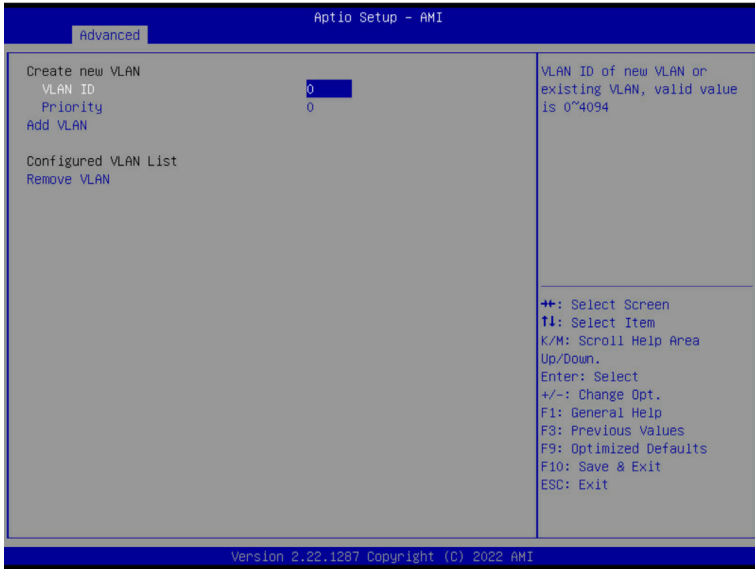 Aptio Setup – AMI
Advanced
Create new VLAN
VLAN ID 0
Priority 0
Add VLAN
Configured VLAN List
Remove VLAN
VLAN ID of new VLAN or
existing VLAN, valid value
is 0~4094
→←: Select Screen
↑↓: Select Item
K/M: Scroll Help Area
Up/Down.
Enter: Select
+/-: Change Opt.
F1: General Help
F3: Previous Values
F9: Optimized Defaults
F10: Save & Exit
ESC: Exit
Version 2.22.1287 Copyright (C) 2022 AMI